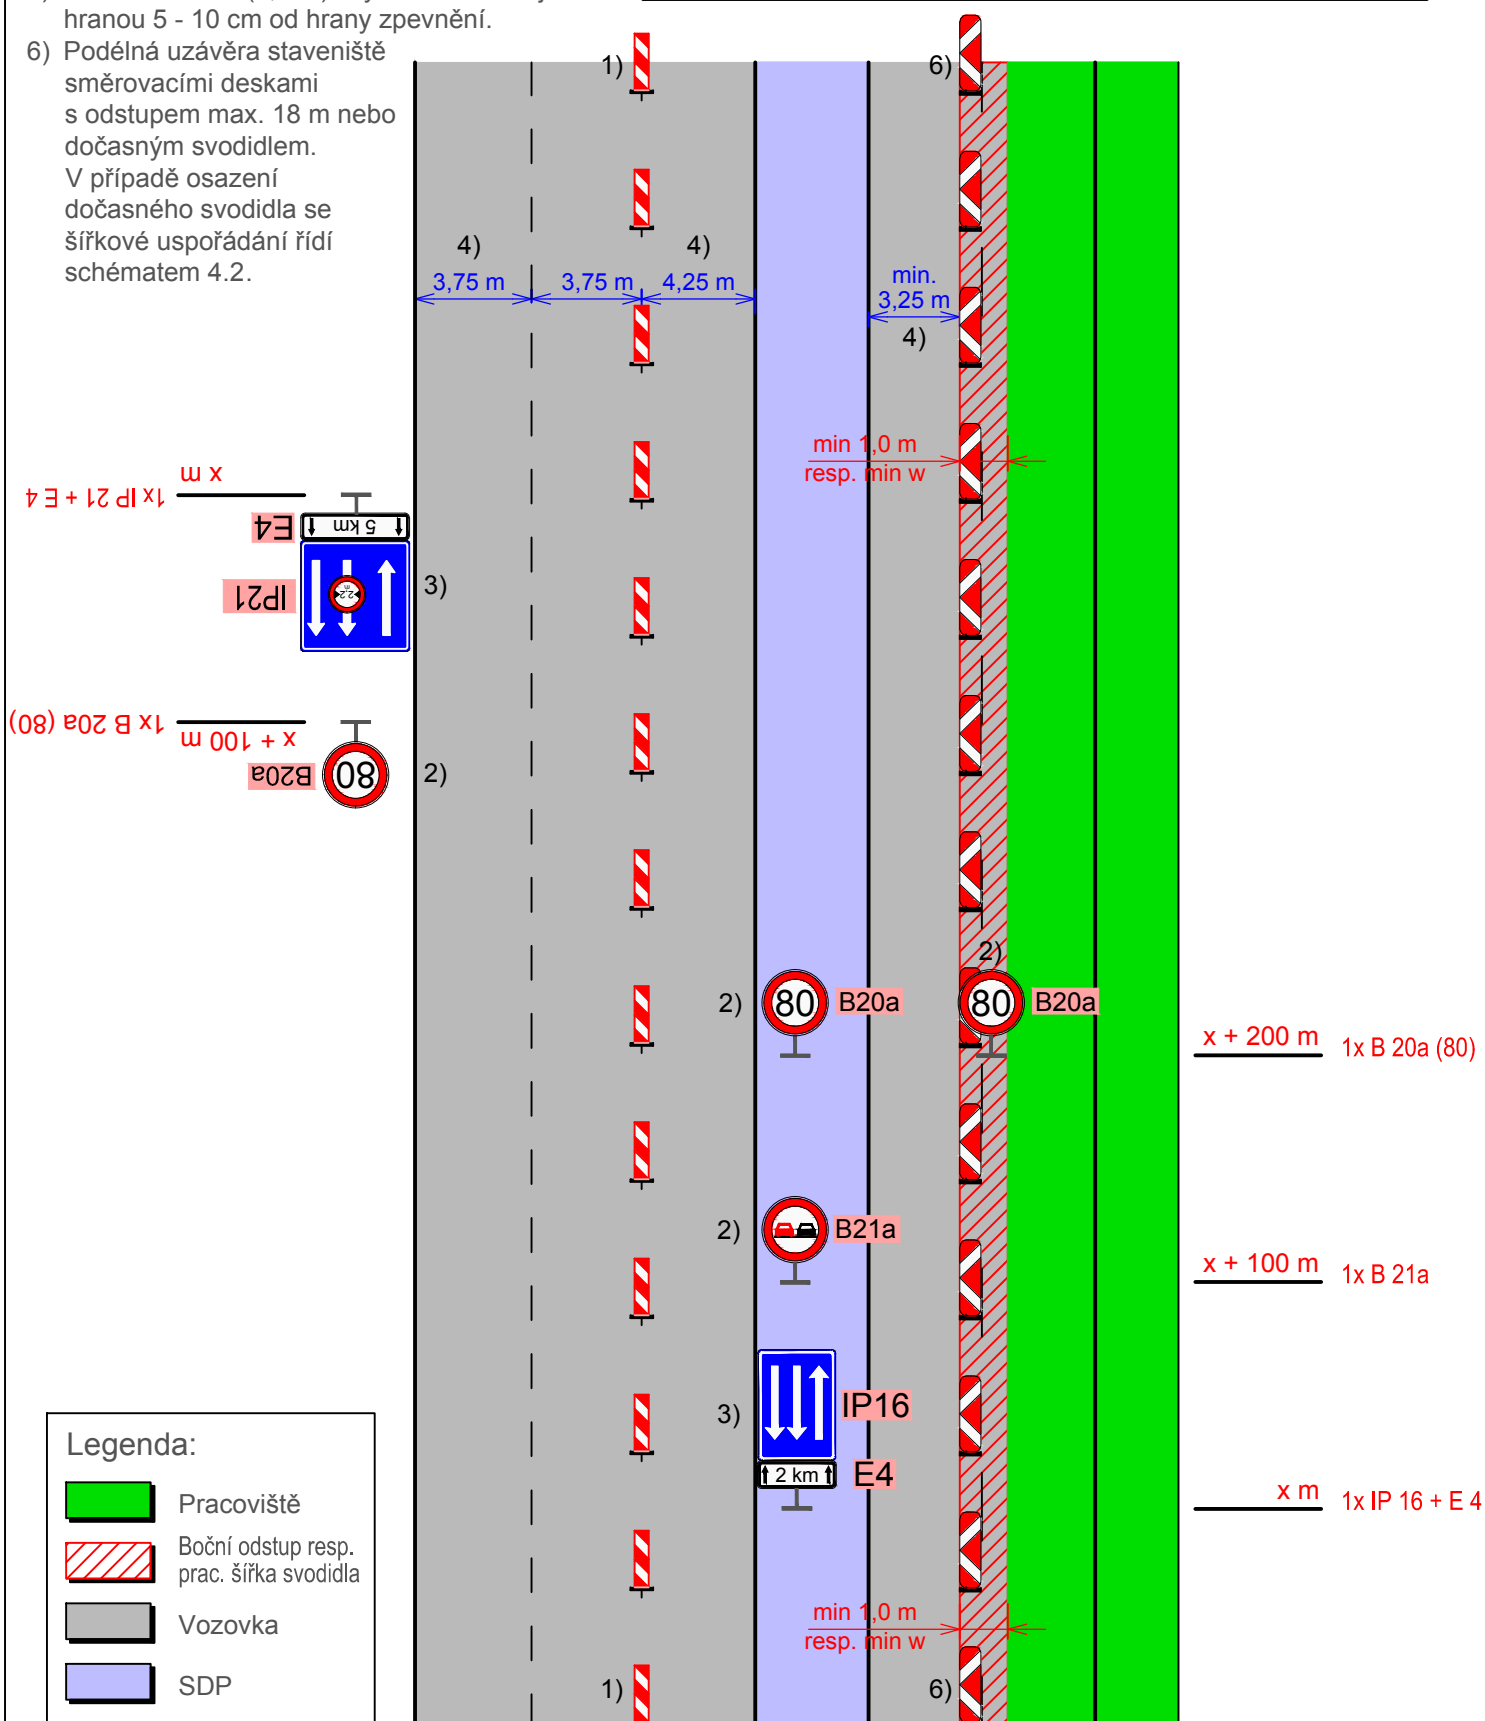 hranou 5 - 10 cm od hrany zpevnění.
6) Podélná uzávěra staveniště
směrovacími deskami
s odstupem max. 18 m nebo
dočasným svodidlem.
V případě osazení
dočasného svodidla se
šířkové uspořádání řídí
schématem 4.2.
1)
6)
4)
4)
3,75 m
3,75 m
4,25 m
min.
3,25 m
4)
min 1,0 m
resp. min w
x m
1x IP 21 + E 4
E4
5 km
IP21
2,2
m
3)
1x B 20a (80)
x + 100 m
B20a
80
2)
2)
2)
80
B20a
80
B20a
x + 200 m
1x B 20a (80)
2)
B21a
x + 100 m
1x B 21a
3)
IP16
2 km
E4
x m
1x IP 16 + E 4
Legenda:
Pracoviště
Boční odstup resp.
prac. šířka svodidla
Vozovka
SDP
min 1,0 m
resp. min w
1)
6)